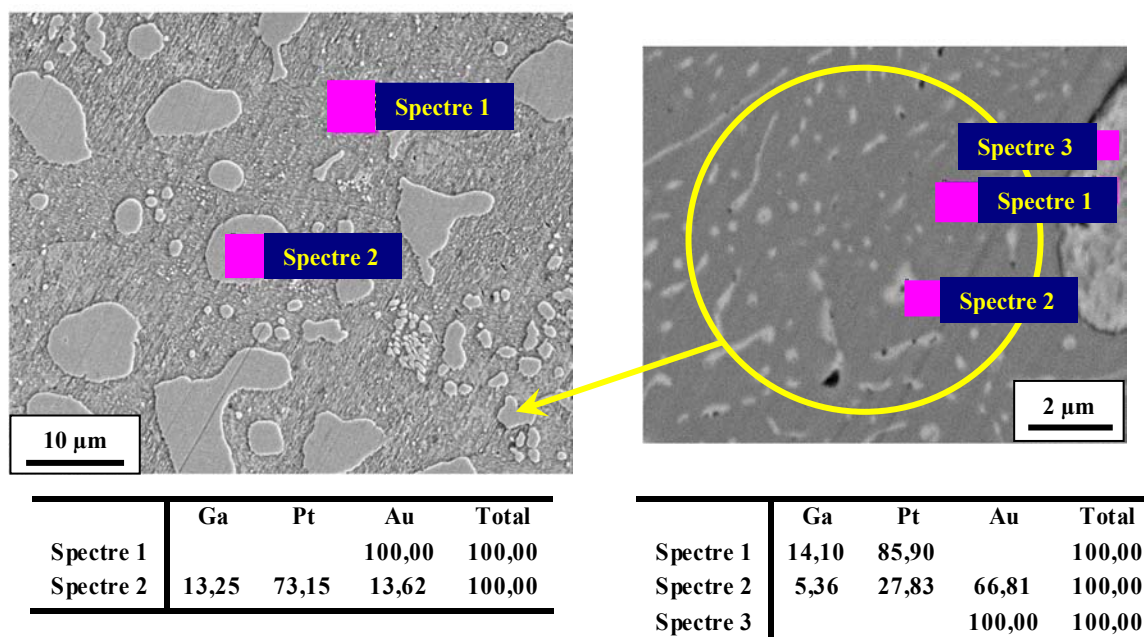 Spectre 1
Spectre 2
10 µm
Spectre 3
Spectre 1
Spectre 2
2 µm
Ga Pt Au Total
Spectre 1 100,00 100,00
Spectre 2 13,25 73,15 13,62 100,00
Ga Pt Au Total
Spectre 1 14,10 85,90 100,00
Spectre 2 5,36 27,83 66,81 100,00
Spectre 3 100,00 100,00